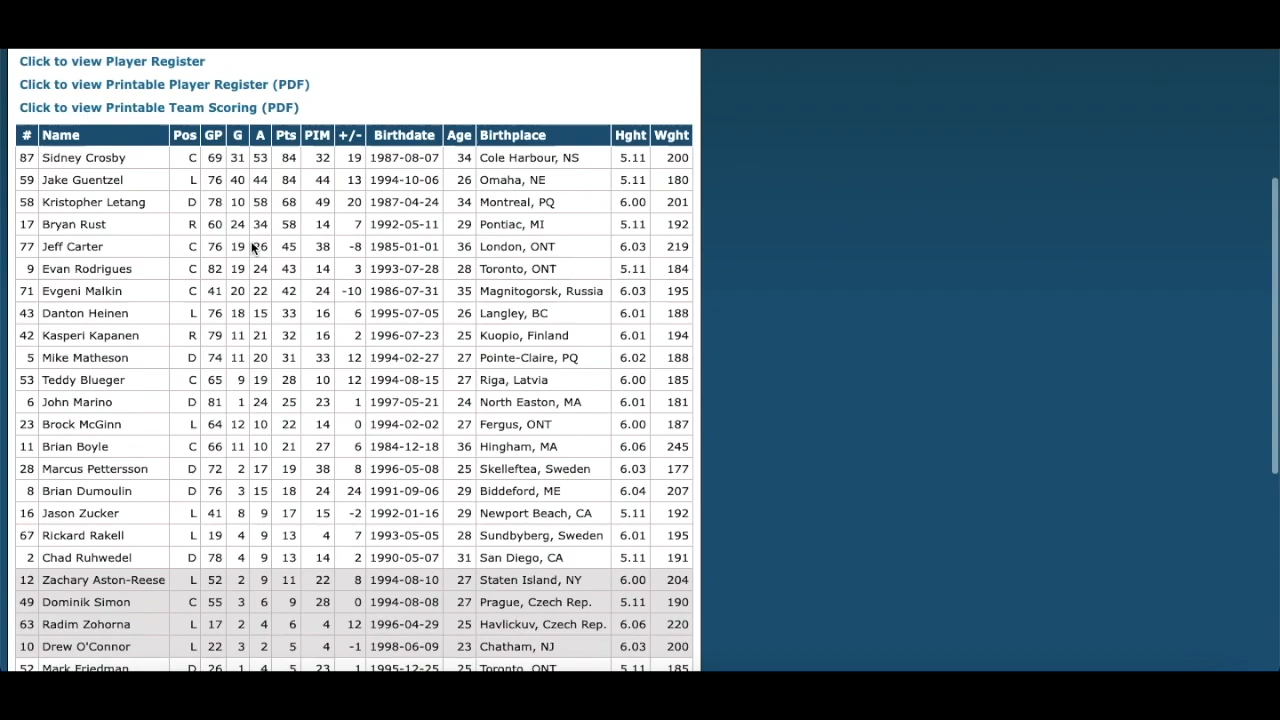 Click to view Player Register
Click to view Printable Player Register (PDF)
Click to view Printable Team Scoring (PDF)
# Name Pos GP G A Pts PIM +/- Birthdate Age Birthplace Hght Wght
87 Sidney Crosby C 69 31 53 84 32 19 1987-08-07 34 Cole Harbour, NS 5.11 200
59 Jake Guentzel L 76 40 44 84 44 13 1994-10-06 26 Omaha, NE 5.11 180
58 Kristopher Letang D 78 10 58 68 49 20 1987-04-24 34 Montreal, PQ 6.00 201
17 Bryan Rust R 60 24 34 58 14 7 1992-05-11 29 Pontiac, MI 5.11 192
77 Jeff Carter C 76 19 26 45 38 -8 1985-01-01 36 London, ONT 6.03 219
9 Evan Rodrigues C 82 19 24 43 14 3 1993-07-28 28 Toronto, ONT 5.11 184
71 Evgeni Malkin C 41 20 22 42 24 -10 1986-07-31 35 Magnitogorsk, Russia 6.03 195
43 Danton Heinen L 76 18 15 33 16 6 1995-07-05 26 Langley, BC 6.01 188
42 Kasperi Kapanen R 79 11 21 32 16 2 1996-07-23 25 Kuopio, Finland 6.01 194
5 Mike Matheson D 74 11 20 31 33 12 1994-02-27 27 Pointe-Claire, PQ 6.02 188
53 Teddy Blueger C 65 9 19 28 10 12 1994-08-15 27 Riga, Latvia 6.00 185
6 John Marino D 81 1 24 25 23 1 1997-05-21 24 North Easton, MA 6.01 181
23 Brock McGinn L 64 12 10 22 14 0 1994-02-02 27 Fergus, ONT 6.00 187
11 Brian Boyle C 66 11 10 21 27 6 1984-12-18 36 Hingham, MA 6.06 245
28 Marcus Pettersson D 72 2 17 19 38 8 1996-05-08 25 Skelleftea, Sweden 6.03 177
8 Brian Dumoulin D 76 3 15 18 24 24 1991-09-06 29 Biddeford, ME 6.04 207
16 Jason Zucker L 41 8 9 17 15 -2 1992-01-16 29 Newport Beach, CA 5.11 192
67 Rickard Rakell L 19 4 9 13 4 7 1993-05-05 28 Sundbyberg, Sweden 6.01 195
2 Chad Ruhwedel D 78 4 9 13 14 2 1990-05-07 31 San Diego, CA 5.11 191
12 Zachary Aston-Reese L 52 2 9 11 22 8 1994-08-10 27 Staten Island, NY 6.00 204
49 Dominik Simon C 55 3 6 9 28 0 1994-08-08 27 Prague, Czech Rep. 5.11 190
63 Radim Zohorna L 17 2 4 6 4 12 1996-04-29 25 Havlickuv, Czech Rep. 6.06 220
10 Drew O'Connor L 22 3 2 5 4 -1 1998-06-09 23 Chatham, NJ 6.03 200
52 Mark Friedman D 26 1 4 5 23 1 1995-12-25 25 Toronto, ONT 5.11 185